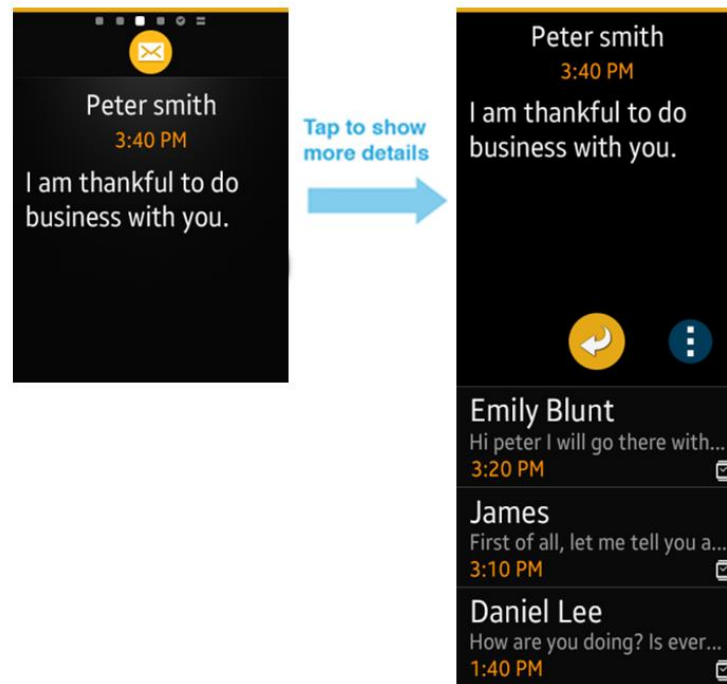 Peter smith
3:40 PM
I am thankful to do
business with you.
Tap to show
more details
Peter smith
3:40 PM
I am thankful to do
business with you.
Emily Blunt
Hi peter I will go there with...
3:20 PM
James
First of all, let me tell you a...
3:10 PM
Daniel Lee
How are you doing? Is ever...
1:40 PM